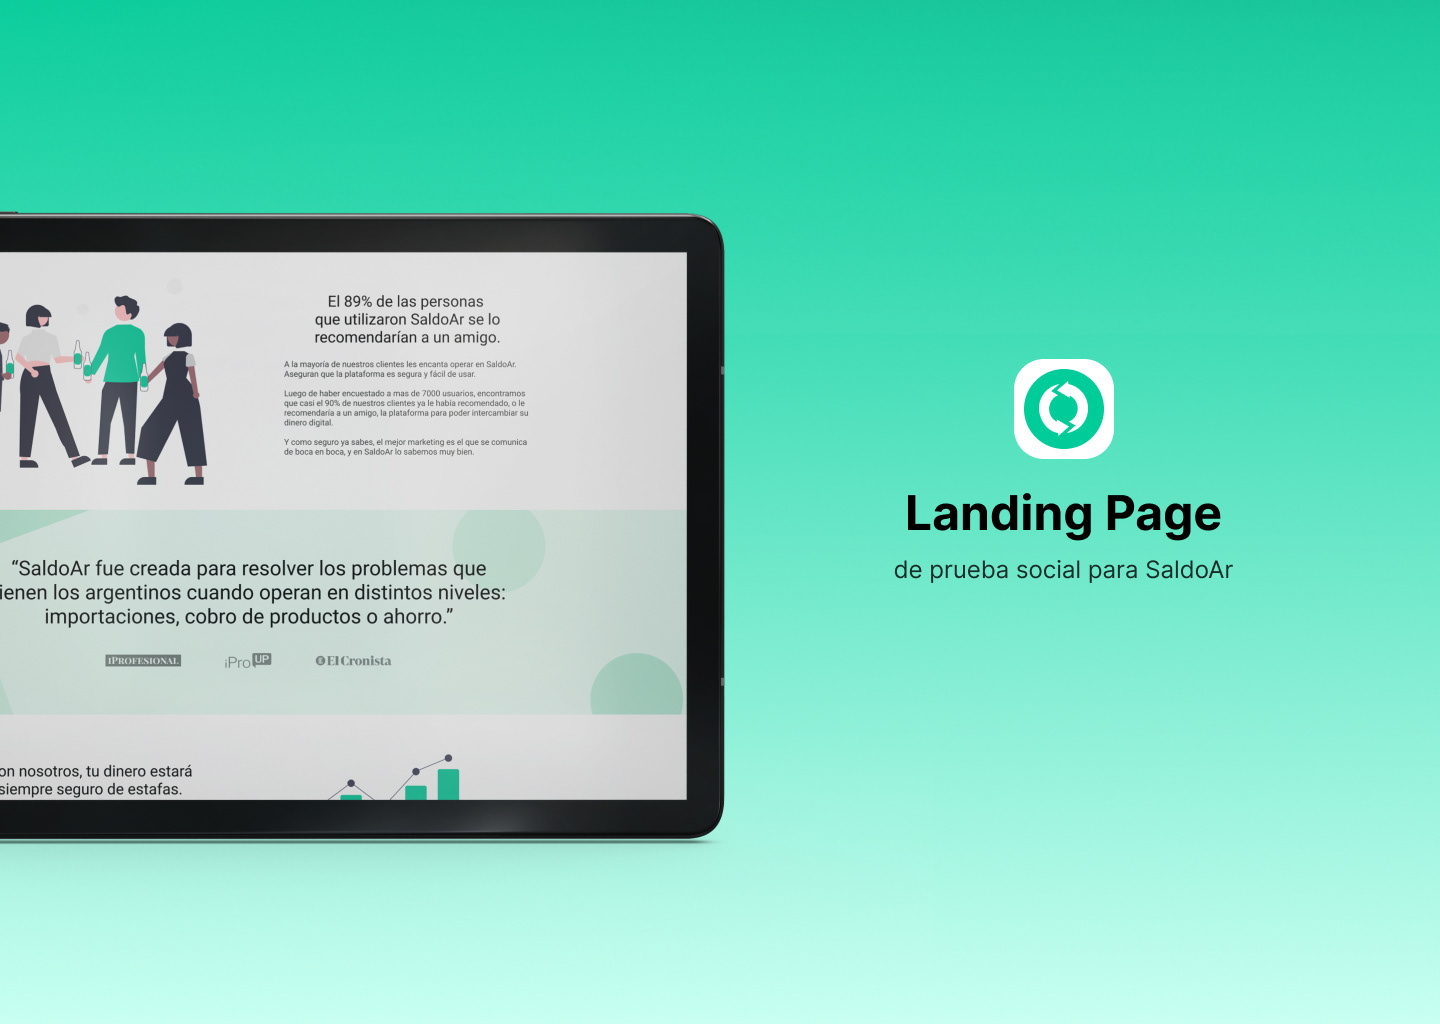 El 89% de las personas
que utilizaron SaldoAr se lo
recomendarían a un amigo.
A la mayoría de nuestros clientes les encanta operar en SaldoAr.
Aseguran que la plataforma es segura y fácil de usar.
Luego de haber encuestado a mas de 7000 usuarios, encontramos
que casi el 90% de nuestros clientes ya le había recomendado, o le
recomendaría a un amigo, la plataforma para poder intercambiar su
dinero digital.
Y como seguro ya sabes, el mejor marketing es el que se comunica
de boca en boca, y en SaldoAr lo sabemos muy bien.
“SaldoAr fue creada para resolver los problemas que
ienen los argentinos cuando operan en distintos niveles:
importaciones, cobro de productos o ahorro.”
iPROFESIONAL
iProUP
El Cronista
on nosotros, tu dinero estará
siempre seguro de estafas.
Landing Page
de prueba social para SaldoAr